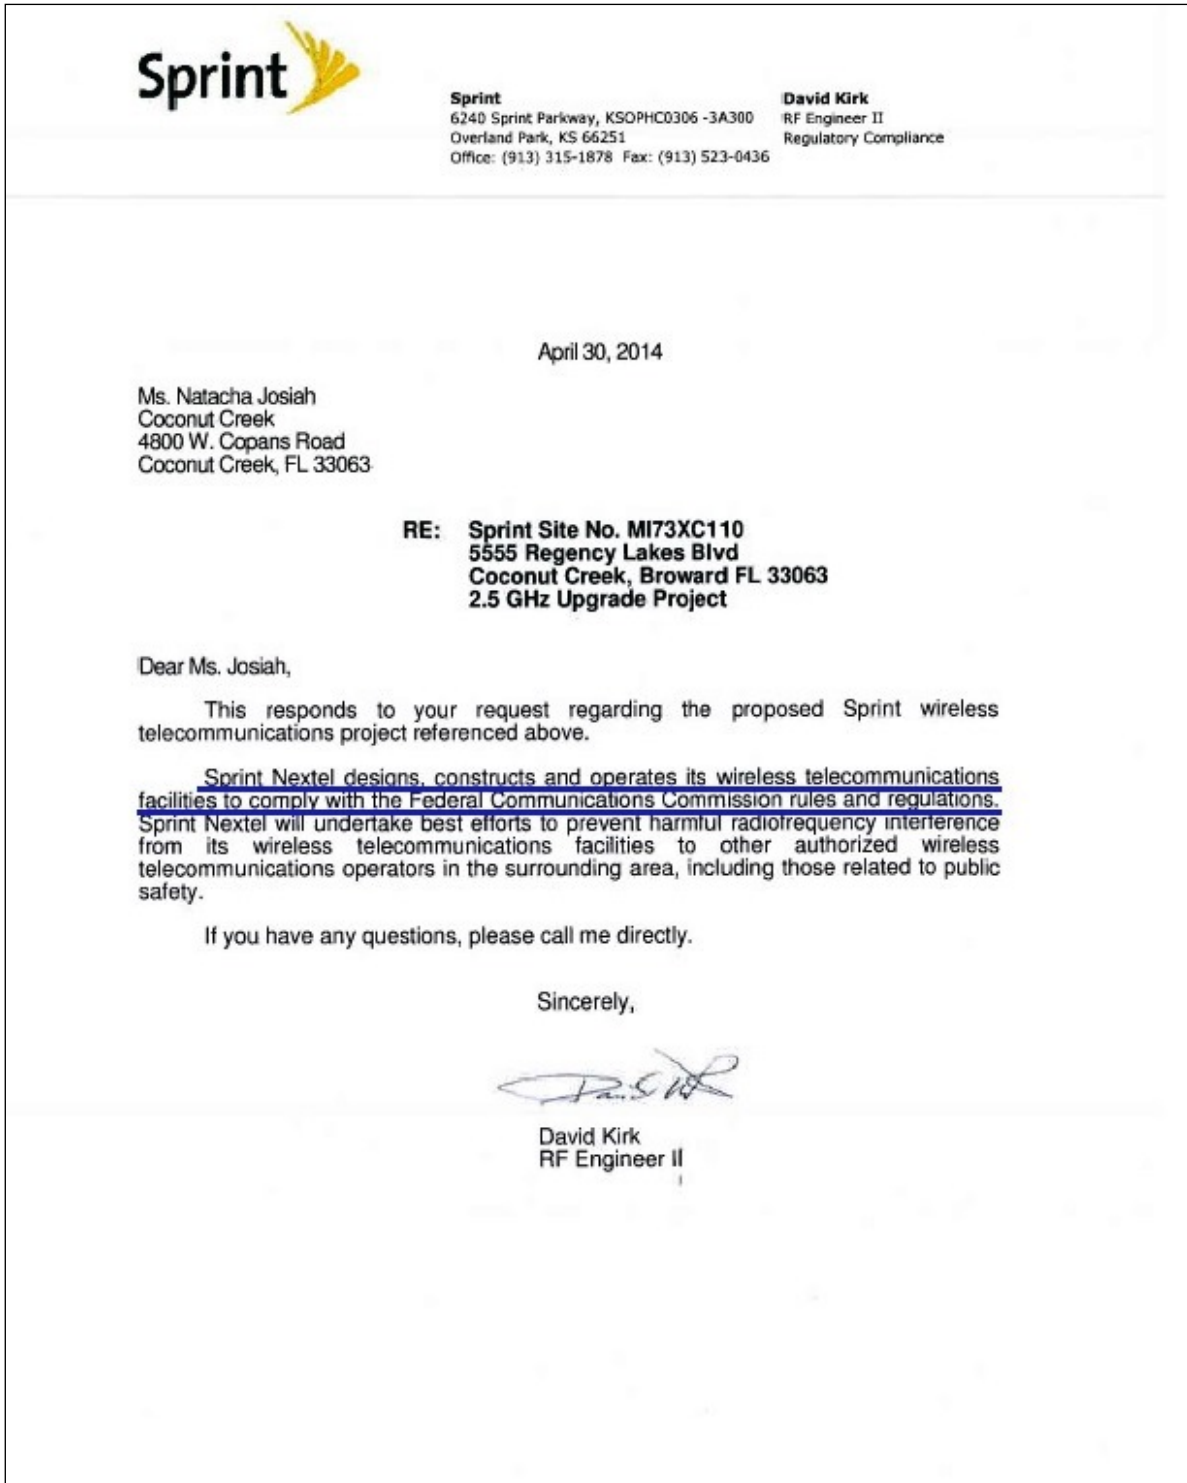 Sprint
Sprint
6240 Sprint Parkway, KSOPHC0306 -3A300
Overland Park, KS 66251
Office: (913) 315-1878 Fax: (913) 523-0436
David Kirk
RF Engineer II
Regulatory Compliance
April 30, 2014
Ms. Natacha Josiah
Coconut Creek
4800 W. Copans Road
Coconut Creek, FL 33063
RE: Sprint Site No. MI73XC110
5555 Regency Lakes Blvd
Coconut Creek, Broward FL 33063
2.5 GHz Upgrade Project
Dear Ms. Josiah,
This responds to your request regarding the proposed Sprint wireless
telecommunications project referenced above.
Sprint Nextel designs, constructs and operates its wireless telecommunications
facilities to comply with the Federal Communications Commission rules and regulations.
Sprint Nextel will undertake best efforts to prevent harmful radiofrequency interference
from its wireless telecommunications facilities to other authorized wireless
telecommunications operators in the surrounding area, including those related to public
safety.
If you have any questions, please call me directly.
Sincerely,
David Kirk
David Kirk
RF Engineer II